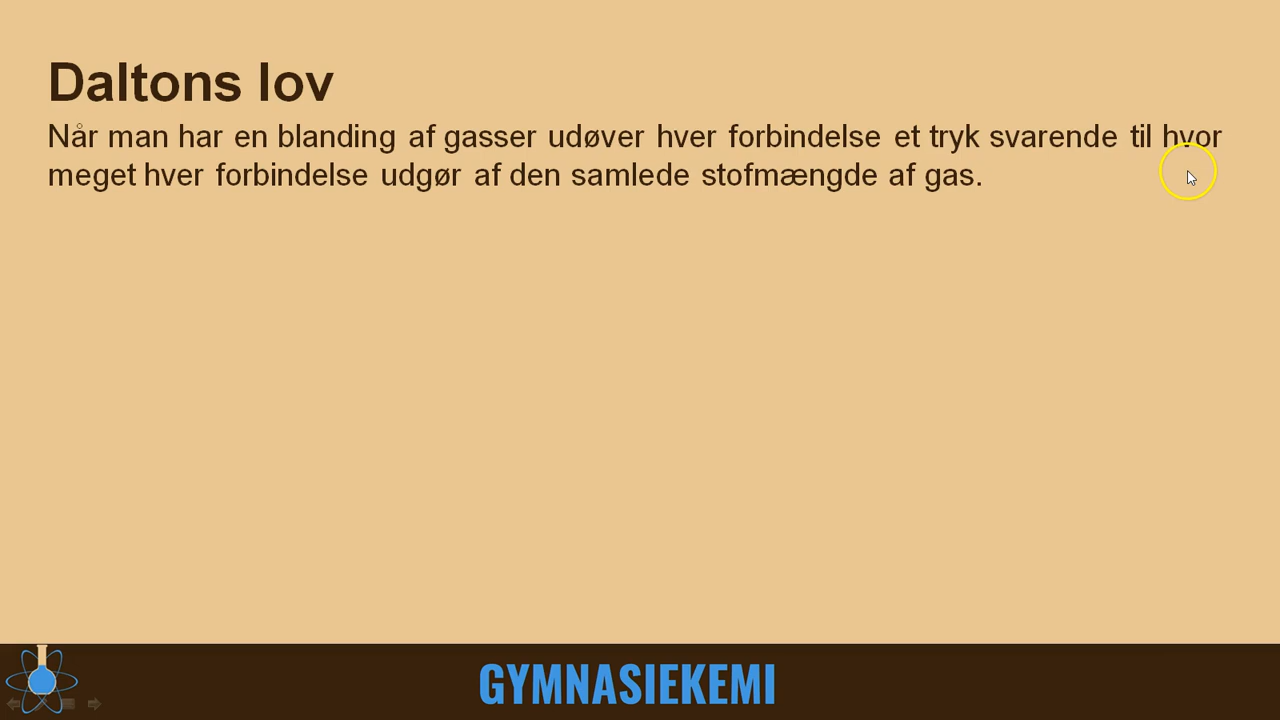 Daltons lov
Når man har en blanding af gasser udøver hver forbindelse et tryk svarende til hvor
meget hver forbindelse udgør af den samlede stofmængde af gas.
GYMNASIEKEMI